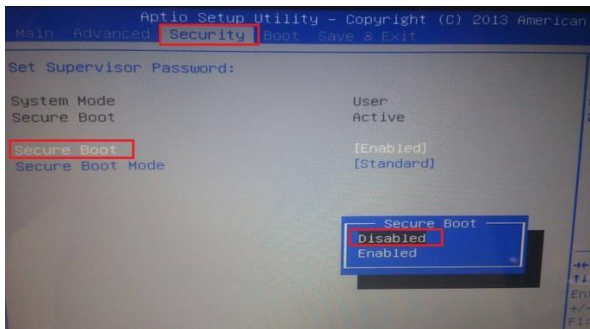 Aptio Setup Utility – Copyright (C) 2013 American
Main Advanced Security Boot Save & Exit
Set Supervisor Password:
System Mode User
Secure Boot Active
Secure Boot [Enabled]
Secure Boot Mode [Standard]
Secure Boot
Disabled
Enabled